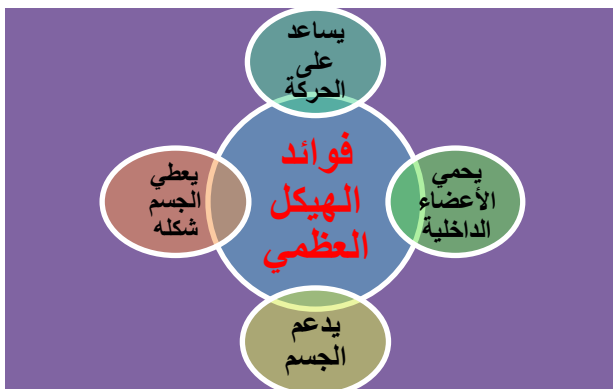 يساعد
على
الحركة
فوائد
الهيكل
العظمي
يحمي
الأعضاء
الداخلية
يدعم
الجسم
يعطي
الجسم
شكله